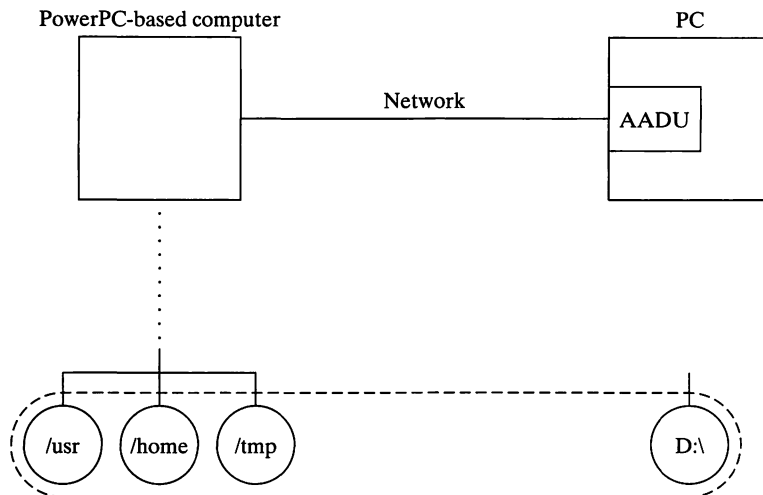 PowerPC-based computer
PC
Network
AADU
/usr
/home
/tmp
D:\